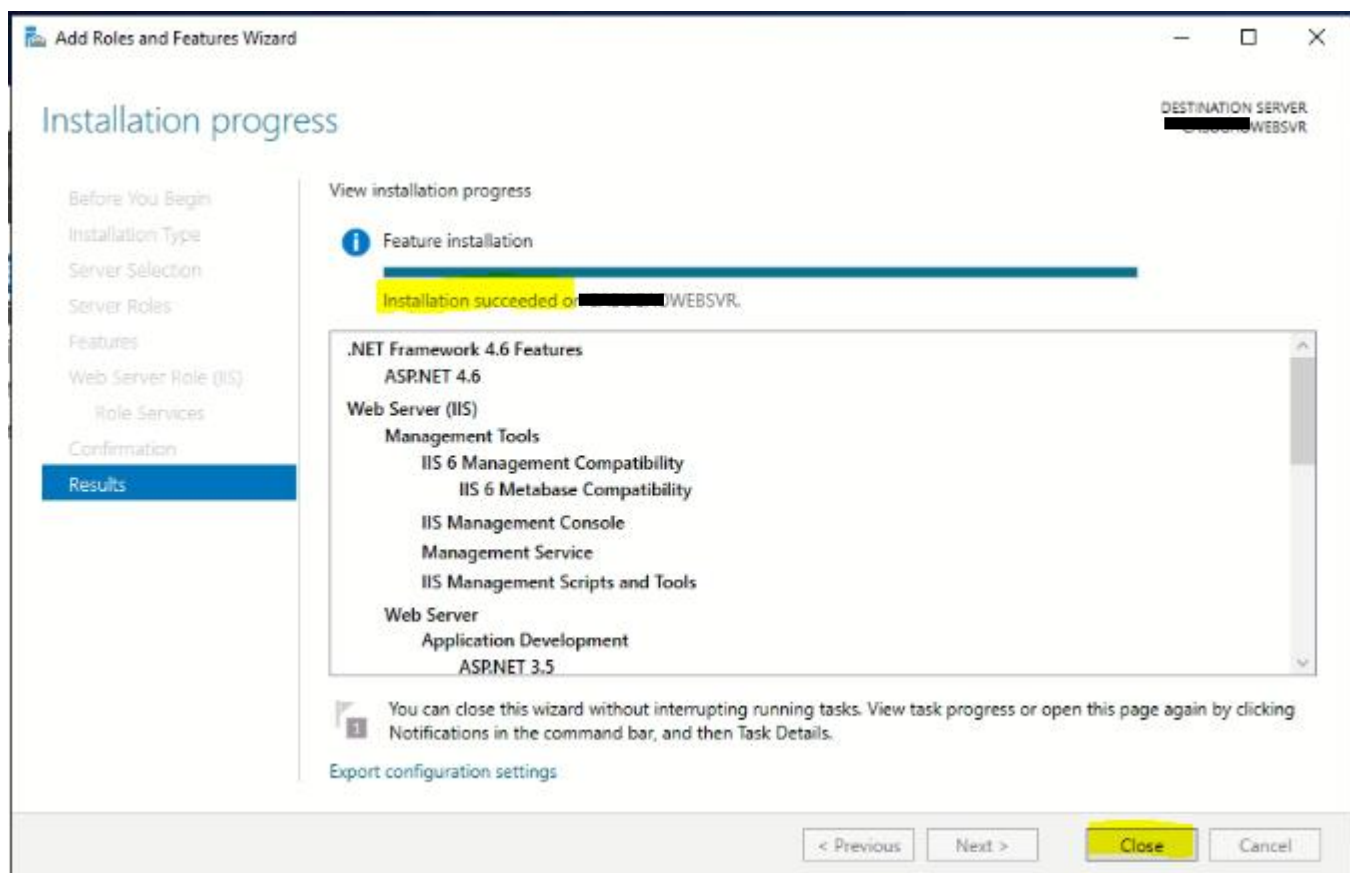 Add Roles and Features Wizard
Installation progress
DESTINATION SERVER
WEBSVR
Before You Begin
Installation Type
Server Selection
Server Roles
Features
Web Server Role (IIS)
Role Services
Confirmation
Results
View installation progress
Feature installation
Installation succeeded on 0WEBSVR.
.NET Framework 4.6 Features
ASP.NET 4.6
Web Server (IIS)
Management Tools
IIS 6 Management Compatibility
IIS 6 Metabase Compatibility
IIS Management Console
Management Service
IIS Management Scripts and Tools
Web Server
Application Development
ASP.NET 3.5
1
You can close this wizard without interrupting running tasks. View task progress or open this page again by clicking
Notifications in the command bar, and then Task Details.
Export configuration settings
< Previous Next > Close Cancel